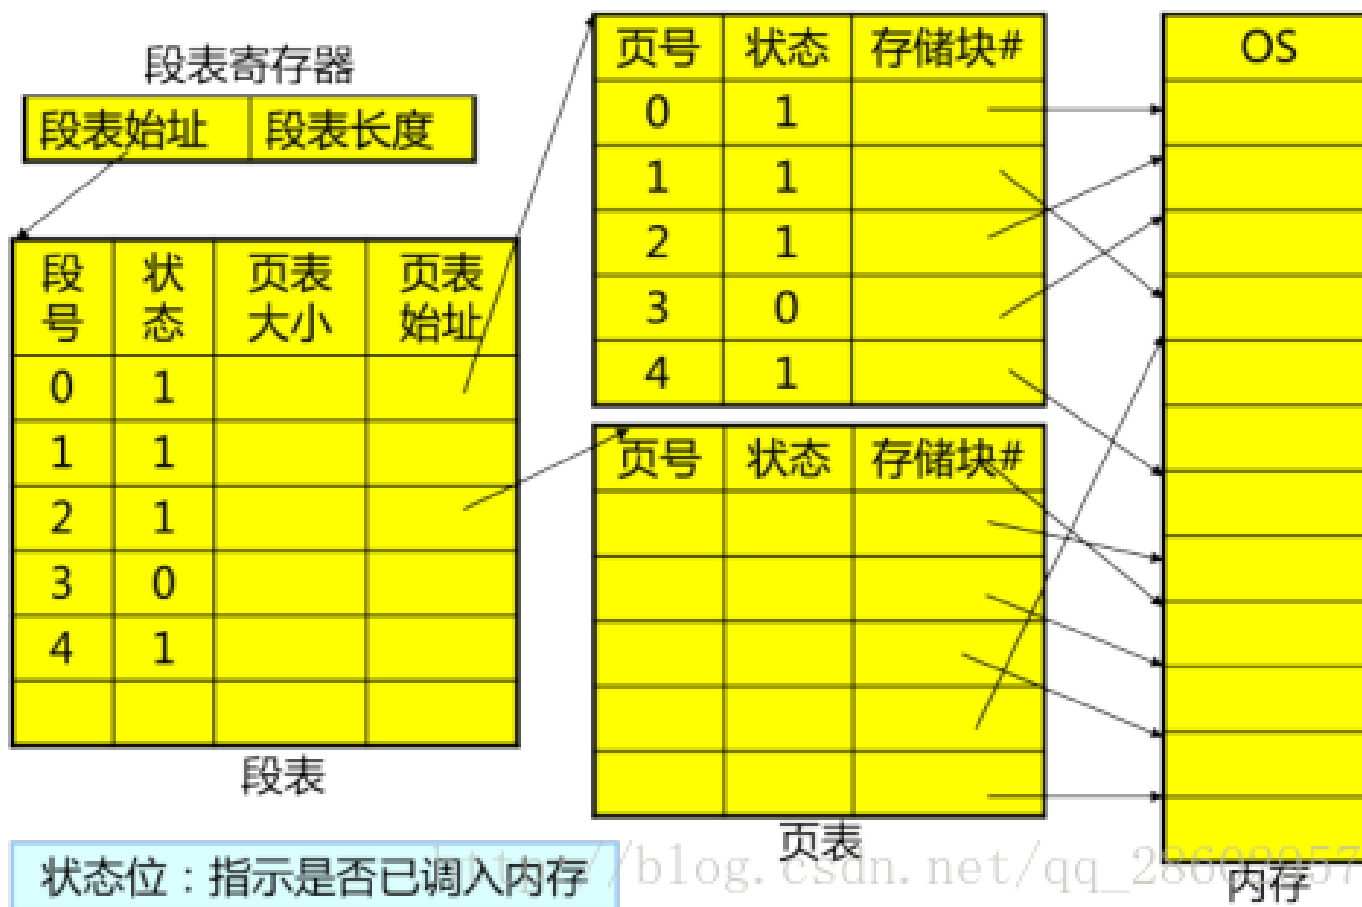 段表寄存器
段表始址 段表长度
段号 状态 页表大小 页表始址
0 1
1 1
2 1
3 0
4 1
段表
页号 状态 存储块#
0 1
1 1
2 1
3 0
4 1
页号 状态 存储块#
页表
OS
内存
状态位：指示是否已调入内存
/blog.csdn.net/qq_28602957